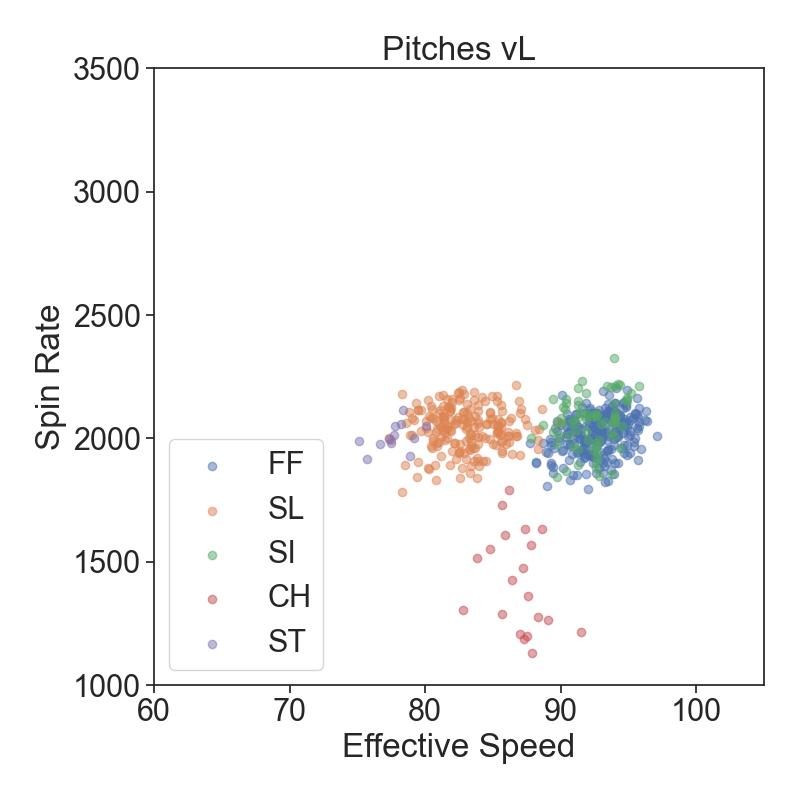 Pitches vL
3500
3000
2500
2000
1500
1000
Spin Rate
FF
SL
SI
CH
ST
60 70 80 90 100
Effective Speed